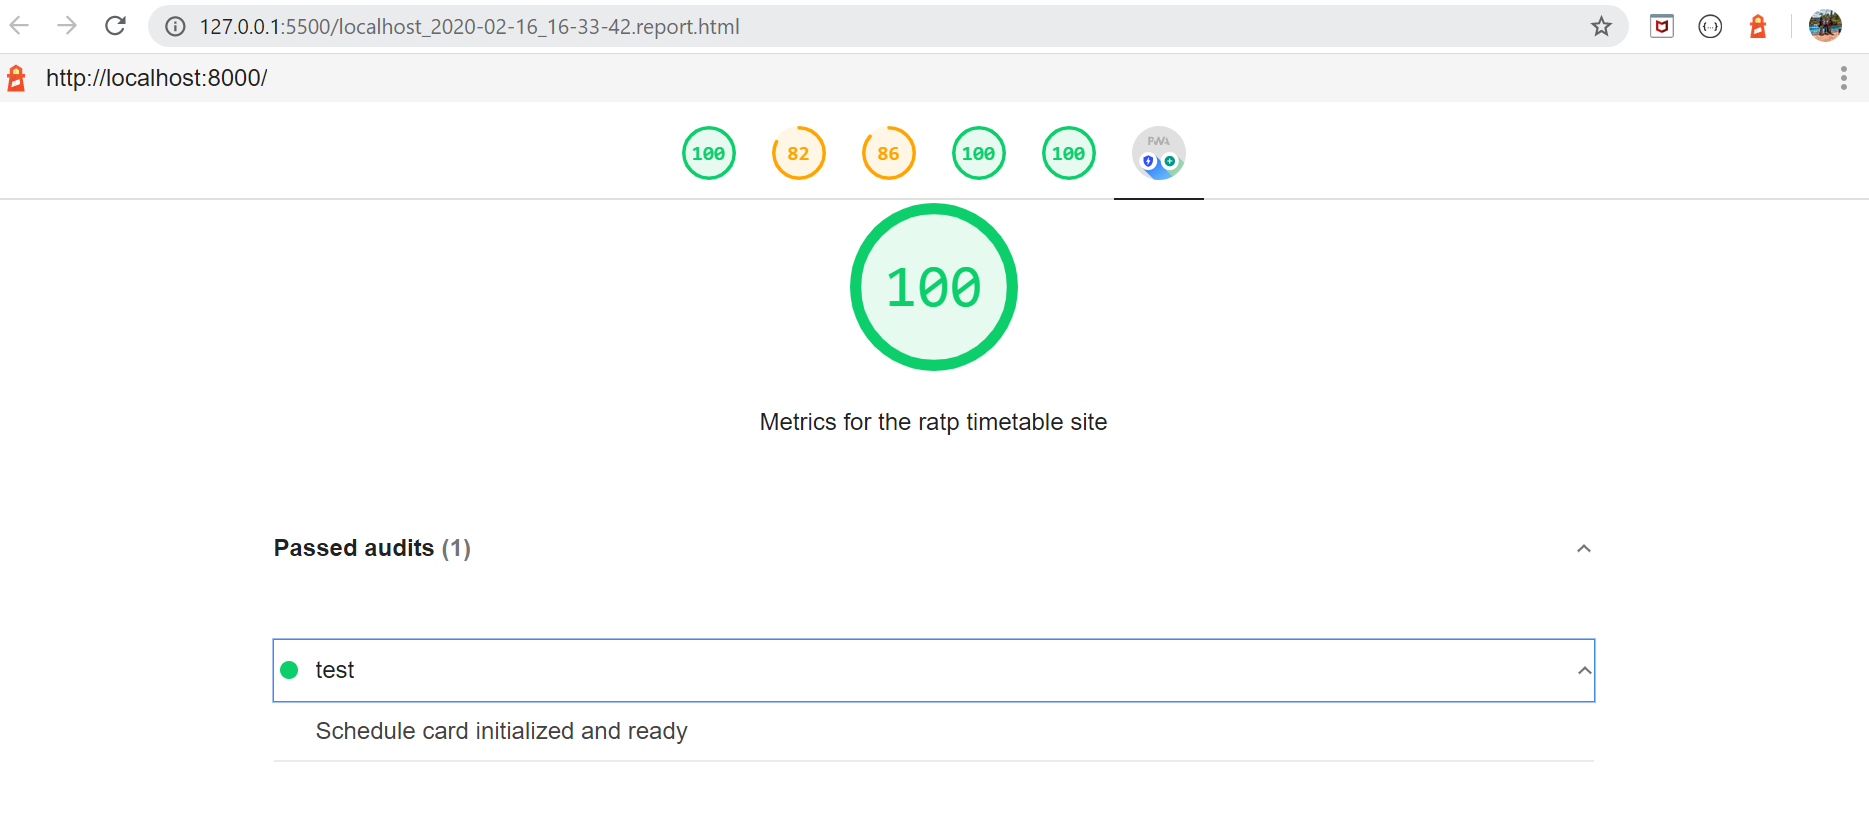 127.0.0.1:5500/localhost_2020-02-16_16-33-42.report.html
http://localhost:8000/
100 82 86 100 100 PWA
100
Metrics for the ratp timetable site
Passed audits (1)
test
Schedule card initialized and ready